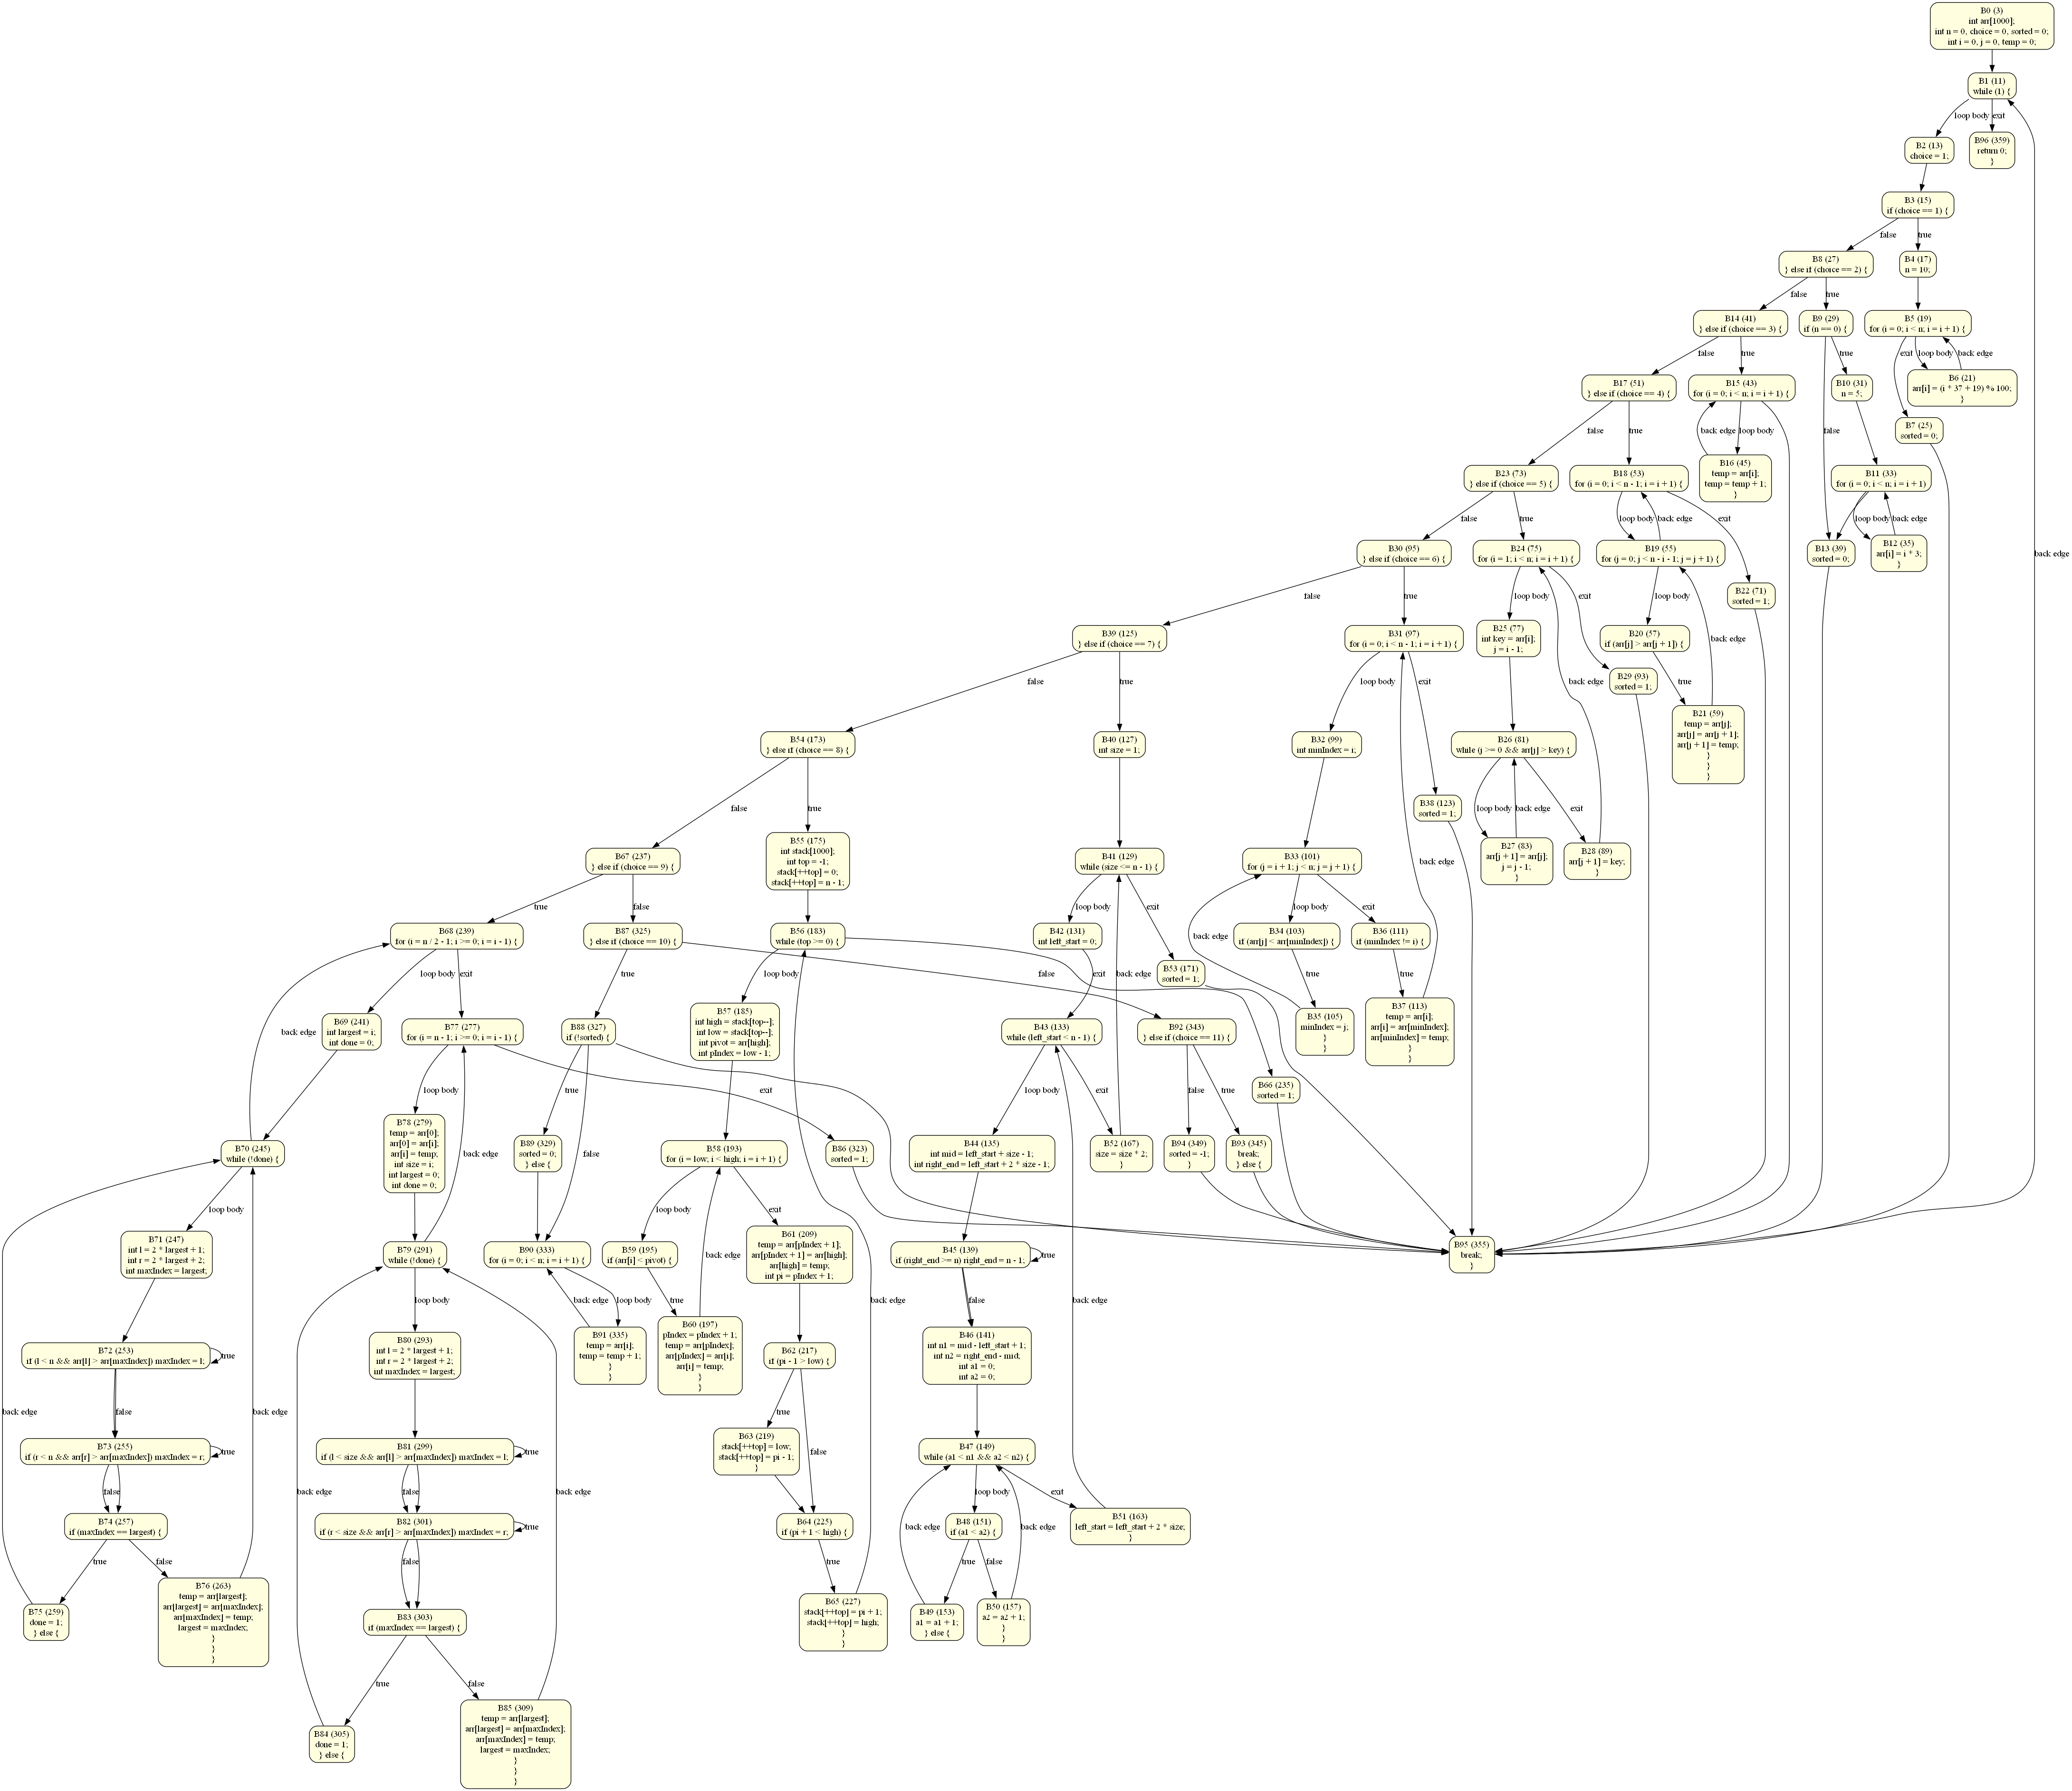 B0 (3)
int arr[1000];
int n = 0, choice = 0, sorted = 0;
int i = 0, j = 0, temp = 0;
B1 (11)
while (1) {
loop body
exit
B2 (13)
choice = 1;
B96 (359)
return 0;
}
B3 (15)
if (choice == 1) {
false
true
B8 (27)
} else if (choice == 2) {
B4 (17)
n = 10;
false
true
B14 (41)
} else if (choice == 3) {
B9 (29)
if (n == 0) {
B5 (19)
for (i = 0; i < n; i = i + 1) {
false
true
true
exit
loop body
back edge
B17 (51)
} else if (choice == 4) {
B15 (43)
for (i = 0; i < n; i = i + 1) {
B10 (31)
n = 5;
B6 (21)
arr[i] = (i * 37 + 19) % 100;
}
false
true
back edge
loop body
false
B7 (25)
sorted = 0;
B23 (73)
} else if (choice == 5) {
B18 (53)
for (i = 0; i < n - 1; i = i + 1) {
B16 (45)
temp = arr[i];
temp = temp + 1;
}
B11 (33)
for (i = 0; i < n; i = i + 1)
false
true
loop body
back edge
exit
loop body
back edge
B30 (95)
} else if (choice == 6) {
B24 (75)
for (i = 1; i < n; i = i + 1) {
B19 (55)
for (j = 0; j < n - i - 1; j = j + 1) {
B13 (39)
sorted = 0;
B12 (35)
arr[i] = i * 3;
}
back edge
false
true
loop body
exit
loop body
B22 (71)
sorted = 1;
B39 (125)
} else if (choice == 7) {
B31 (97)
for (i = 0; i < n - 1; i = i + 1) {
B25 (77)
int key = arr[i];
j = i - 1;
B20 (57)
if (arr[j] > arr[j + 1]) {
back edge
false
true
loop body
exit
back edge
B29 (93)
sorted = 1;
true
B54 (173)
} else if (choice == 8) {
B40 (127)
int size = 1;
B32 (99)
int minIndex = i;
B26 (81)
while (j >= 0 && arr[j] > key) {
B21 (59)
temp = arr[j];
arr[j] = arr[j + 1];
arr[j + 1] = temp;
}
}
}
false
true
B38 (123)
sorted = 1;
loop body
back edge
exit
B67 (237)
} else if (choice == 9) {
B55 (175)
int stack[1000];
int top = -1;
stack[++top] = 0;
stack[++top] = n - 1;
B41 (129)
while (size <= n - 1) {
B33 (101)
for (j = i + 1; j < n; j = j + 1) {
back edge
B27 (83)
arr[j + 1] = arr[j];
j = j - 1;
}
B28 (89)
arr[j + 1] = key;
}
true
false
loop body
exit
loop body
exit
B68 (239)
for (i = n / 2 - 1; i >= 0; i = i - 1) {
B87 (325)
} else if (choice == 10) {
B56 (183)
while (top >= 0) {
B42 (131)
int left_start = 0;
back edge
B34 (103)
if (arr[j] < arr[minIndex]) {
B36 (111)
if (minIndex != i) {
loop body
exit
true
false
loop body
exit
back edge
B53 (171)
sorted = 1;
true
true
B69 (241)
int largest = i;
int done = 0;
B77 (277)
for (i = n - 1; i >= 0; i = i - 1) {
B88 (327)
if (!sorted) {
B57 (185)
int high = stack[top--];
int low = stack[top--];
int pivot = arr[high];
int pIndex = low - 1;
B43 (133)
while (left_start < n - 1) {
B92 (343)
} else if (choice == 11) {
B35 (105)
minIndex = j;
}
}
B37 (113)
temp = arr[i];
arr[i] = arr[minIndex];
arr[minIndex] = temp;
}
}
back edge
loop body
exit
true
loop body
exit
false
true
B66 (235)
sorted = 1;
B70 (245)
while (!done) {
B78 (279)
temp = arr[0];
arr[0] = arr[i];
arr[i] = temp;
int size = i;
int largest = 0;
int done = 0;
back edge
B89 (329)
sorted = 0;
} else {
false
B58 (193)
for (i = low; i < high; i = i + 1) {
B86 (323)
sorted = 1;
B44 (135)
int mid = left_start + size - 1;
int right_end = left_start + 2 * size - 1;
B52 (167)
size = size * 2;
}
B94 (349)
sorted = -1;
}
B93 (345)
break;
} else {
loop body
loop body
exit
B71 (247)
int l = 2 * largest + 1;
int r = 2 * largest + 2;
int maxIndex = largest;
B79 (291)
while (!done) {
B90 (333)
for (i = 0; i < n; i = i + 1) {
B59 (195)
if (arr[i] < pivot) {
back edge
B61 (209)
temp = arr[pIndex + 1];
arr[pIndex + 1] = arr[high];
arr[high] = temp;
int pi = pIndex + 1;
B45 (139)
if (right_end >= n) right_end = n - 1;
true
B95 (355)
break;
}
loop body
back edge
loop body
true
back edge
false
back edge
B72 (253)
if (l < n && arr[l] > arr[maxIndex]) maxIndex = l;
true
B80 (293)
int l = 2 * largest + 1;
int r = 2 * largest + 2;
int maxIndex = largest;
B91 (335)
temp = arr[i];
temp = temp + 1;
}
}
B60 (197)
pIndex = pIndex + 1;
temp = arr[pIndex];
arr[pIndex] = arr[i];
arr[i] = temp;
}
}
B62 (217)
if (pi - 1 > low) {
B46 (141)
int n1 = mid - left_start + 1;
int n2 = right_end - mid;
int a1 = 0;
int a2 = 0;
back edge
false
back edge
true
B73 (255)
if (r < n && arr[r] > arr[maxIndex]) maxIndex = r;
true
B81 (299)
if (l < size && arr[l] > arr[maxIndex]) maxIndex = l;
true
B63 (219)
stack[++top] = low;
stack[++top] = pi - 1;
}
false
B47 (149)
while (a1 < n1 && a2 < n2) {
false
back edge
false
back edge
loop body
exit
B74 (257)
if (maxIndex == largest) {
B82 (301)
if (r < size && arr[r] > arr[maxIndex]) maxIndex = r;
true
B64 (225)
if (pi + 1 < high) {
back edge
B48 (151)
if (a1 < a2) {
back edge
B51 (163)
left_start = left_start + 2 * size;
}
true
false
false
true
true
false
B75 (259)
done = 1;
} else {
B76 (263)
temp = arr[largest];
arr[largest] = arr[maxIndex];
arr[maxIndex] = temp;
largest = maxIndex;
}
}
}
B83 (303)
if (maxIndex == largest) {
B65 (227)
stack[++top] = pi + 1;
stack[++top] = high;
}
}
B49 (153)
a1 = a1 + 1;
} else {
B50 (157)
a2 = a2 + 1;
}
}
true
false
B84 (305)
done = 1;
} else {
B85 (309)
temp = arr[largest];
arr[largest] = arr[maxIndex];
arr[maxIndex] = temp;
largest = maxIndex;
}
}
}